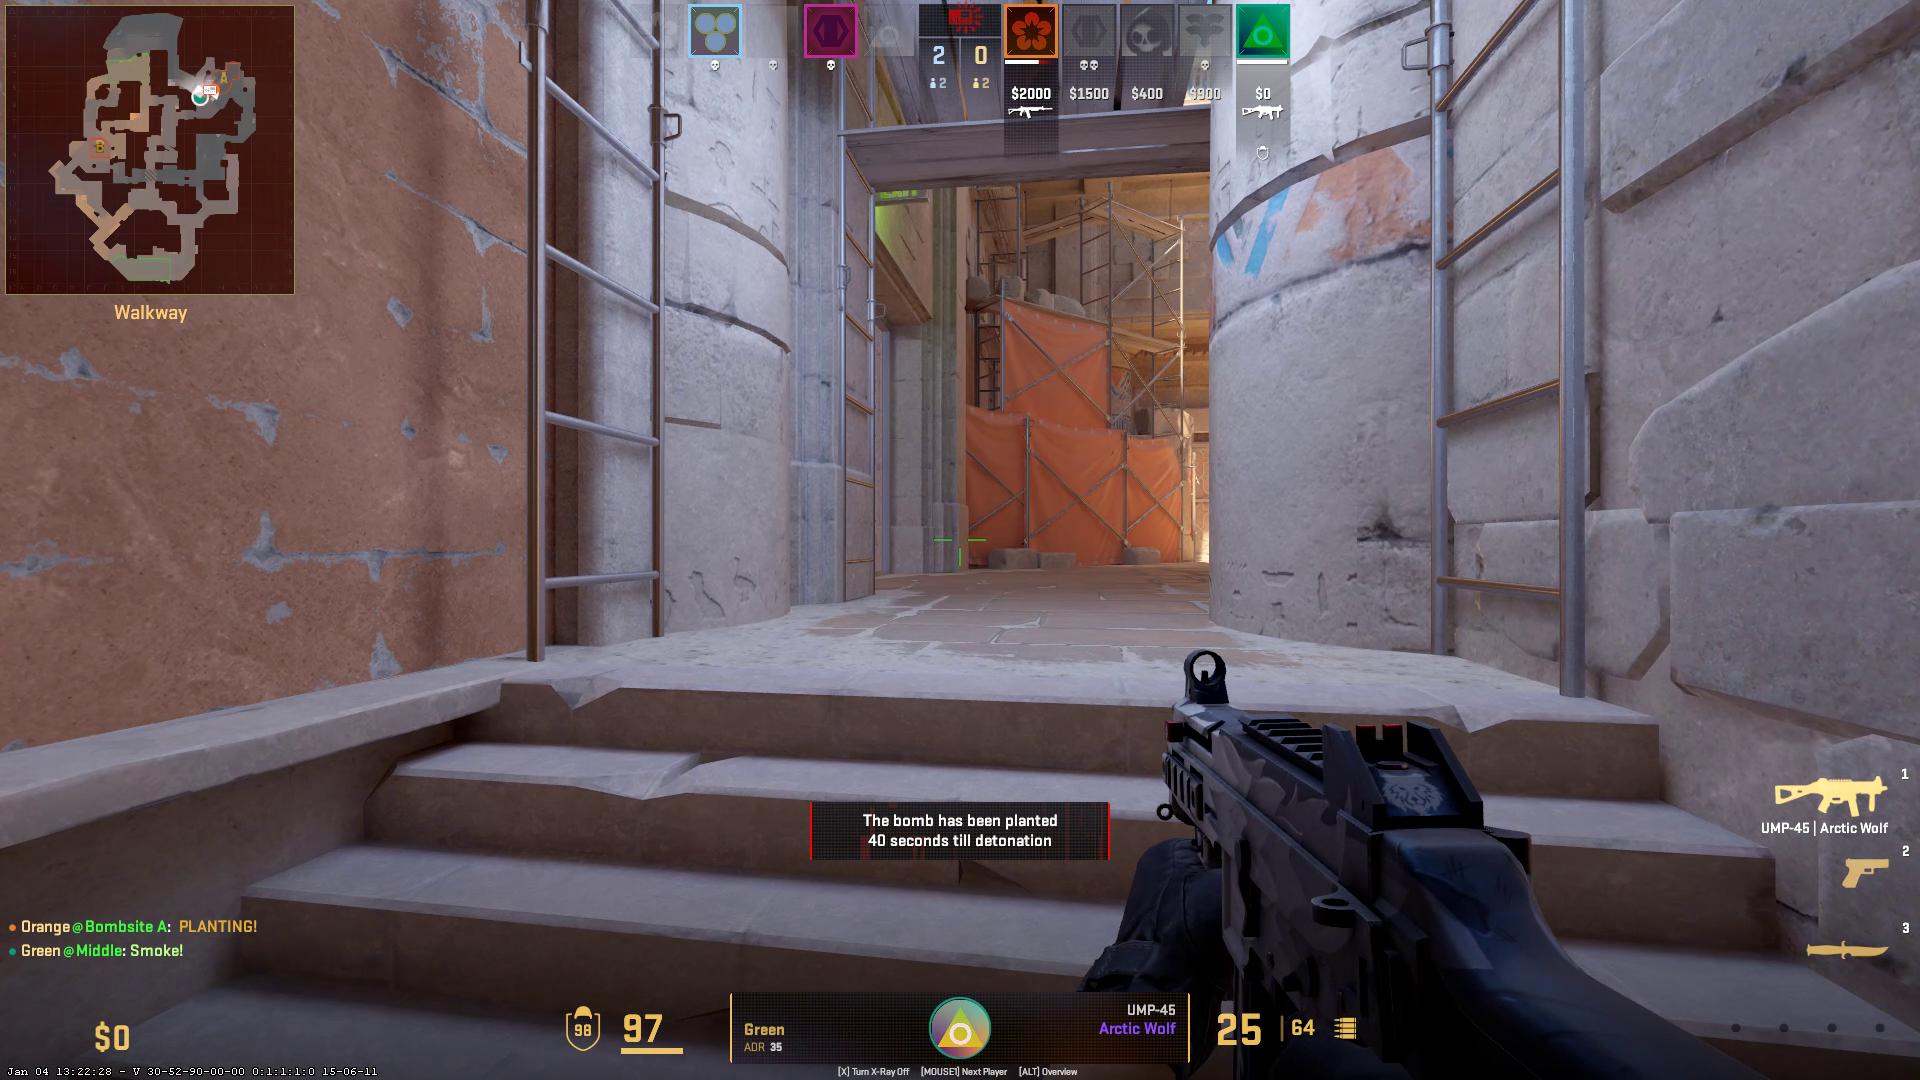 A
B
Walkway
2
0
2
2
$2000
$1500
$400
$900
$0
The bomb has been planted
40 seconds till detonation
1
UMP-45 | Arctic Wolf
2
3
Orange@Bombsite A: PLANTING!
Green@Middle: Smoke!
$0
98
97
Green
ADR 35
UMP-45
Arctic Wolf
25 | 64
[X] Turn X-Ray Off [MOUSE1] Next Player [ALT] Overview
Jan 04 13:22:28 - V 30-52-90-00-00 0:1:1:1:0 15-06-11